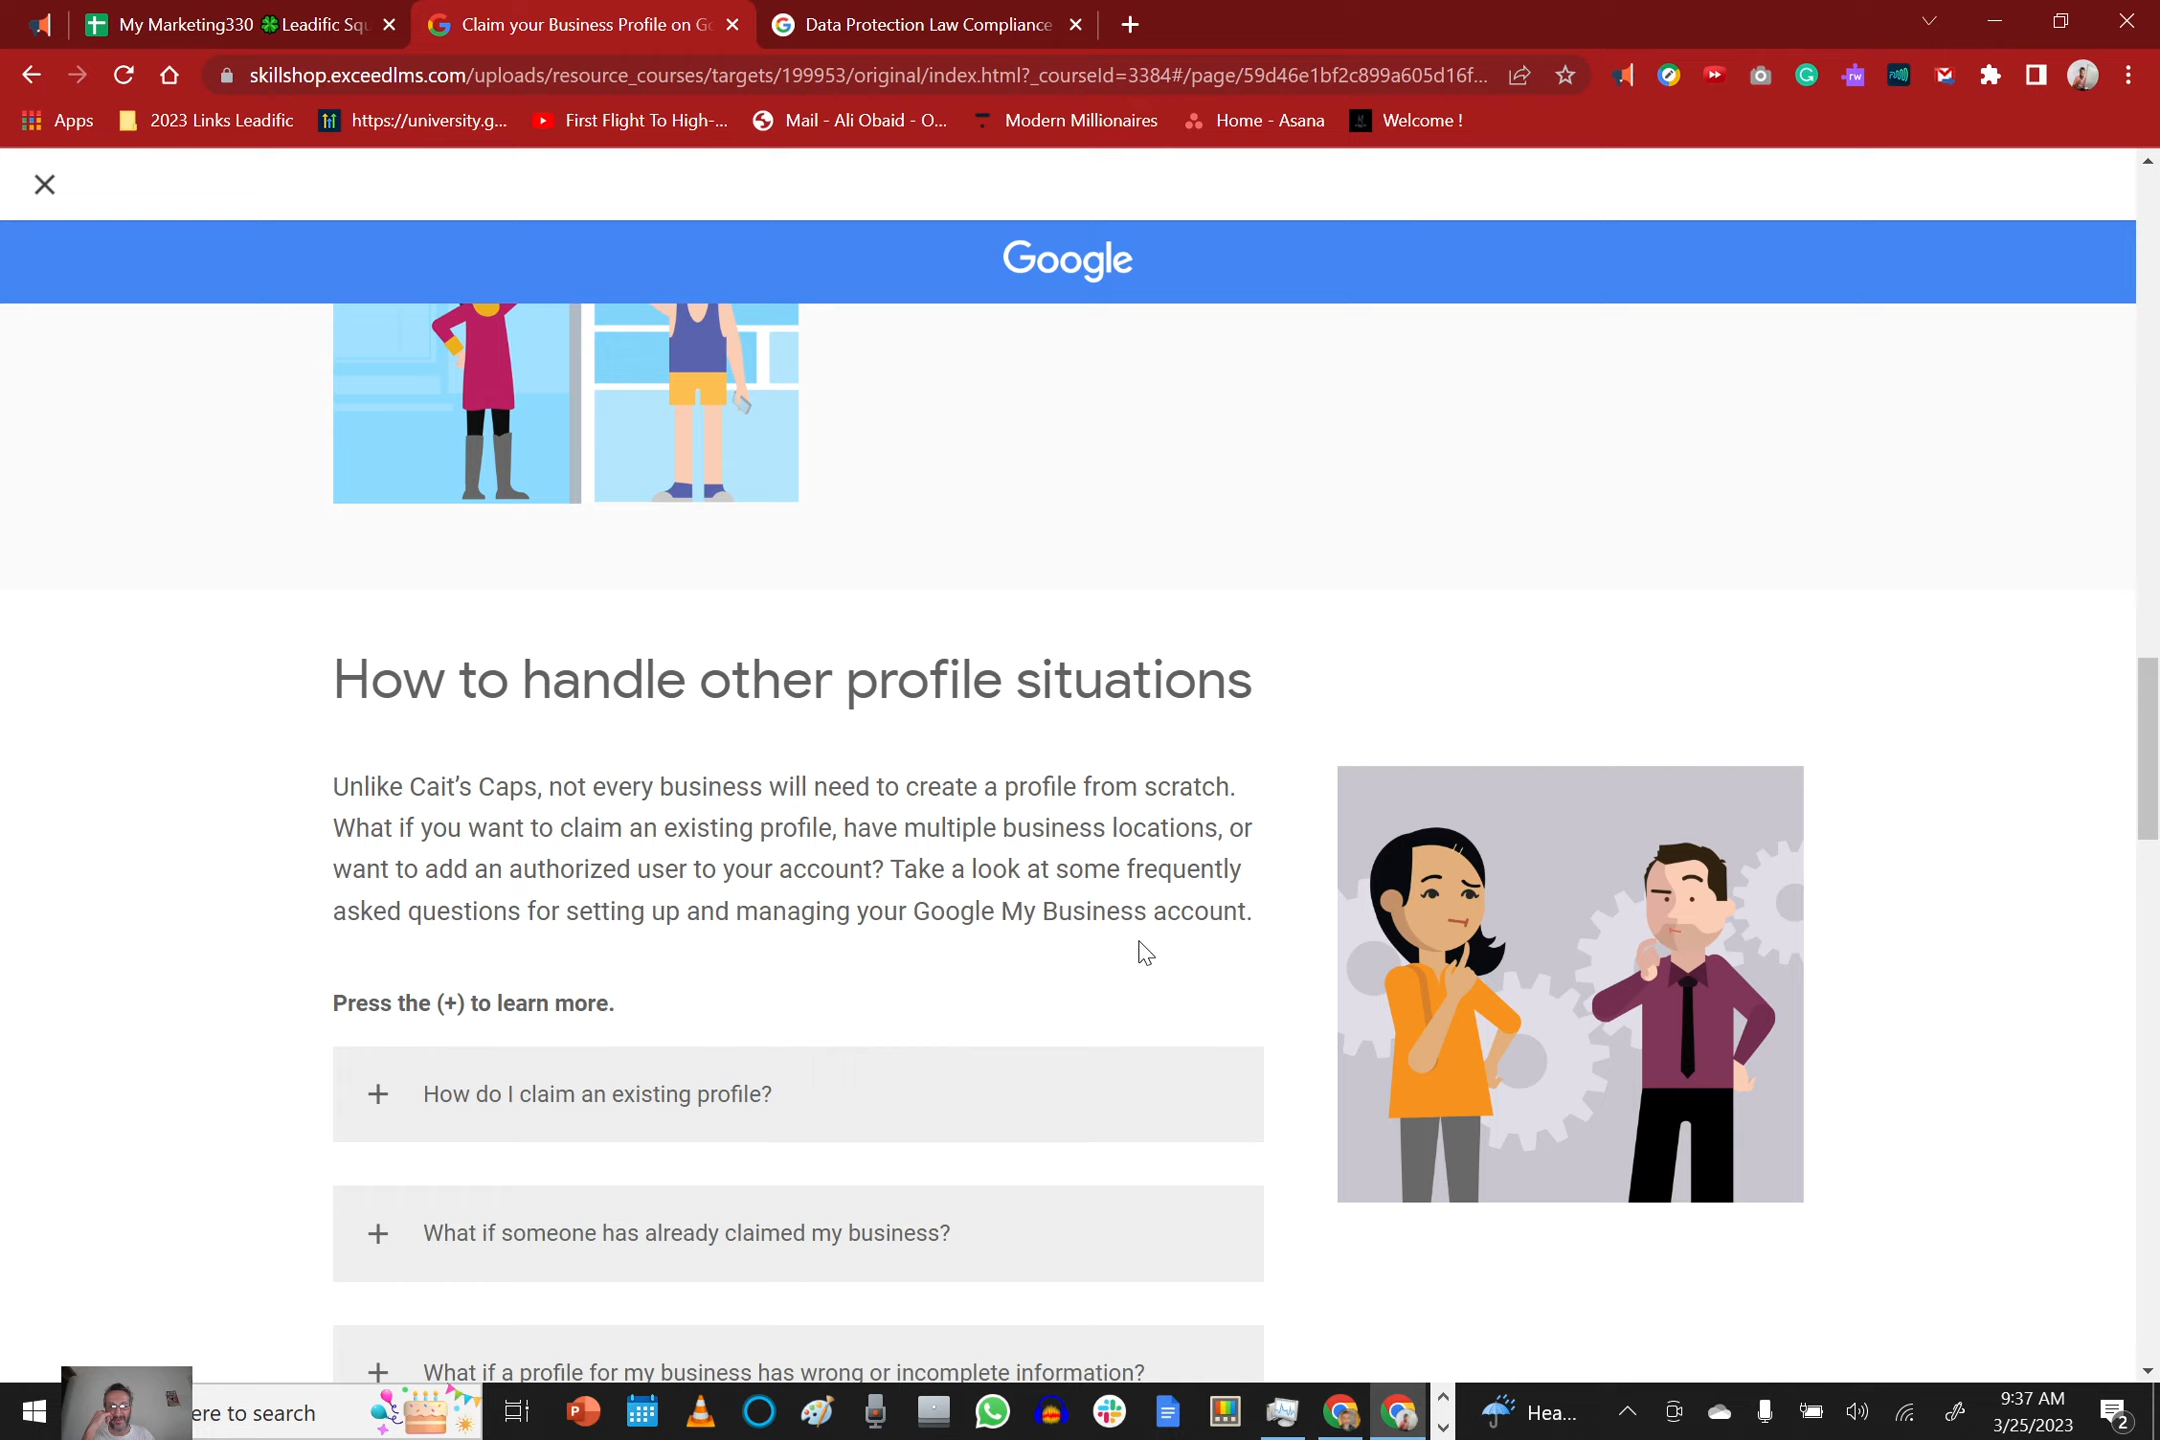 My Marketing330 🍀Leadific Squ
Claim your Business Profile on Go
Data Protection Law Compliance
skillshop.exceedlms.com/uploads/resource_courses/targets/199953/original/index.html?_courseId=3384#/page/59d46e1bf2c899a605d16f...
Apps
2023 Links Leadific
https://university.g...
First Flight To High-...
Mail - Ali Obaid - O...
Modern Millionaires
Home - Asana
Welcome !
Google
How to handle other profile situations
Unlike Cait’s Caps, not every business will need to create a profile from scratch.
What if you want to claim an existing profile, have multiple business locations, or
want to add an authorized user to your account? Take a look at some frequently
asked questions for setting up and managing your Google My Business account.
Press the (+) to learn more.
+ How do I claim an existing profile?
+ What if someone has already claimed my business?
+ What if a profile for my business has wrong or incomplete information?
ere to search
Hea...
9:37 AM
3/25/2023
2